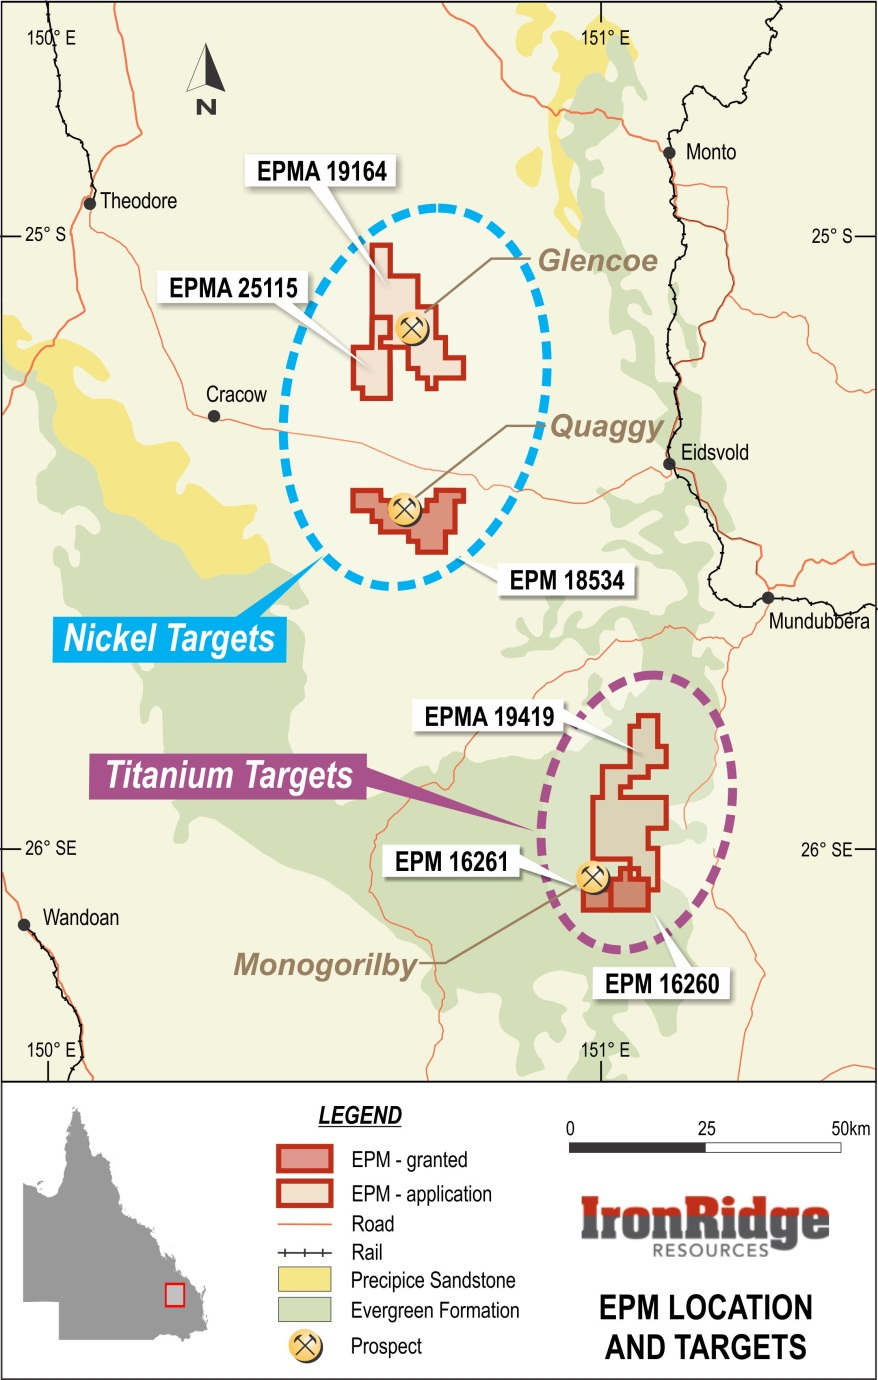 150° E
151° E
N
Monto
EPMA 19164
Theodore
25° S
25° S
Glencoe
EPMA 25115
Cracow
Quaggy
Eidsvold
EPM 18534
Mundubbera
Nickel Targets
EPMA 19419
Titanium Targets
26° SE
26° SE
EPM 16261
Wandoan
Monogorilby
EPM 16260
150° E
151° E
LEGEND
EPM - granted
EPM - application
Road
Rail
Precipice Sandstone
Evergreen Formation
Prospect
0 25 50km
IronRidge
RESOURCES
EPM LOCATION
AND TARGETS